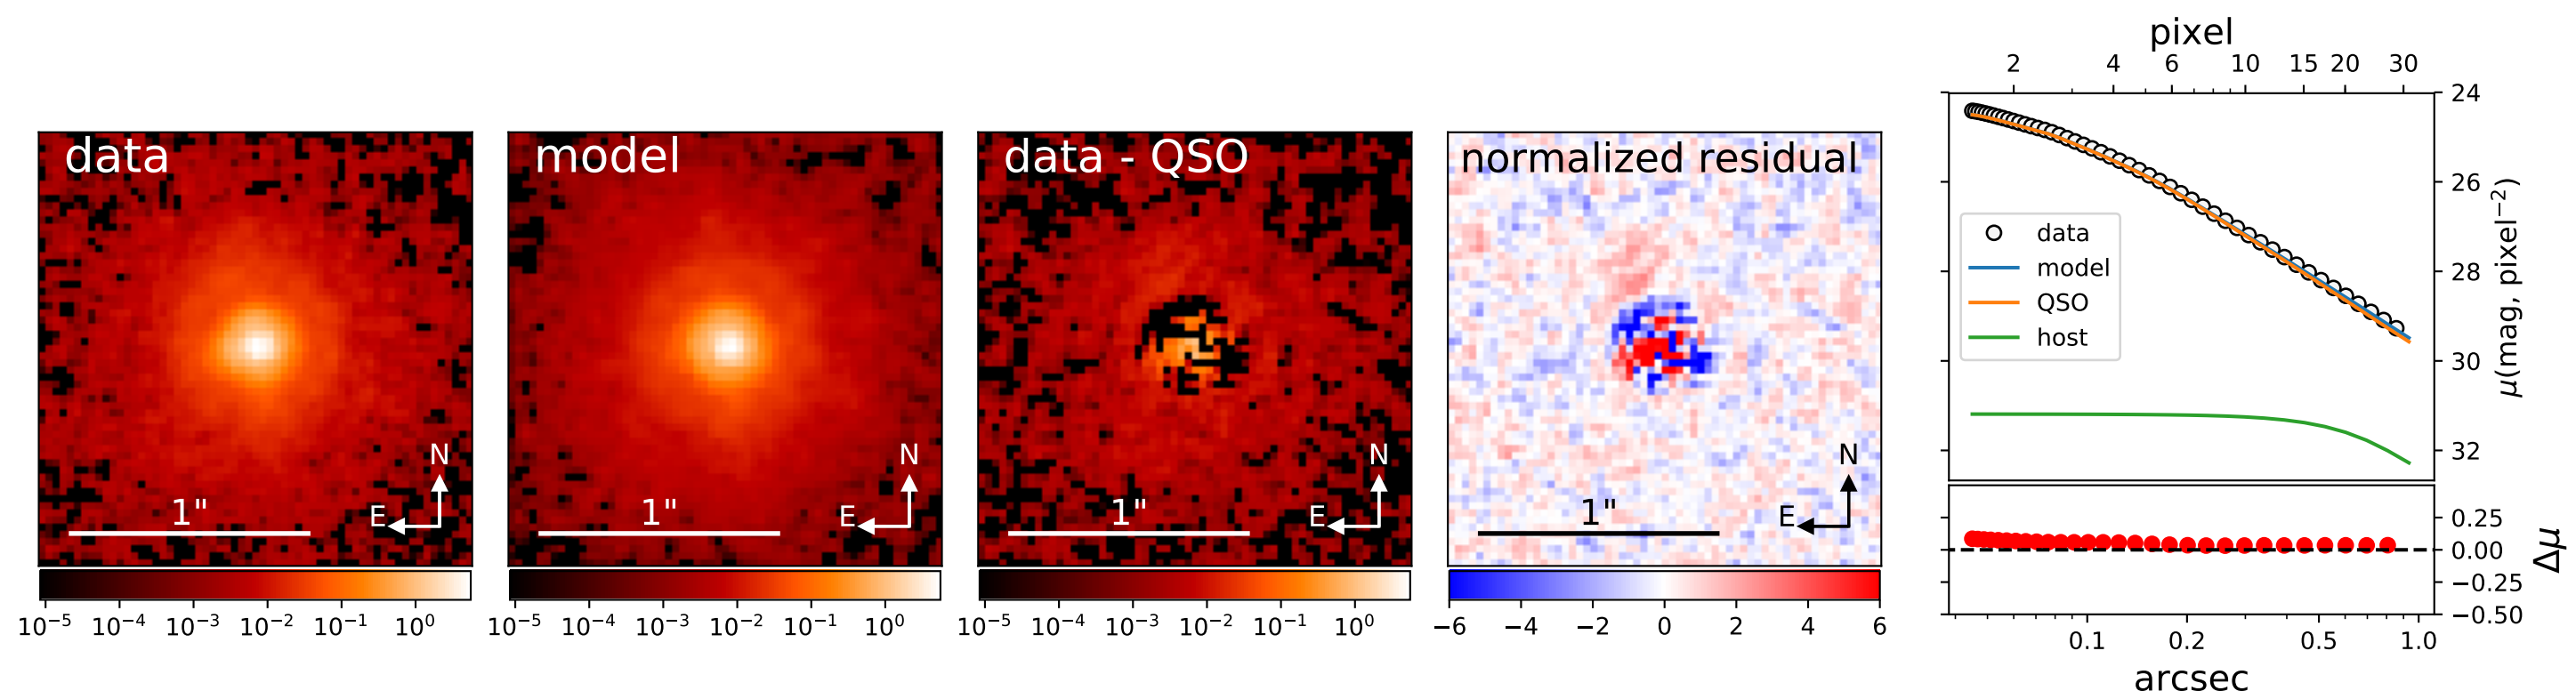 data
N
1"
E
10⁻⁵ 10⁻⁴ 10⁻³ 10⁻² 10⁻¹ 10⁰
model
N
1"
E
10⁻⁵ 10⁻⁴ 10⁻³ 10⁻² 10⁻¹ 10⁰
data - QSO
N
1"
E
10⁻⁵ 10⁻⁴ 10⁻³ 10⁻² 10⁻¹ 10⁰
normalized residual
N
1"
E
−6 −4 −2 0 2 4 6
pixel
2 4 6 10 15 20 30
24
26
28
30
32
μ(mag, pixel⁻²)
data
model
QSO
host
0.25
0.00
−0.25
−0.50
Δμ
0.1 0.2 0.5 1.0
arcsec